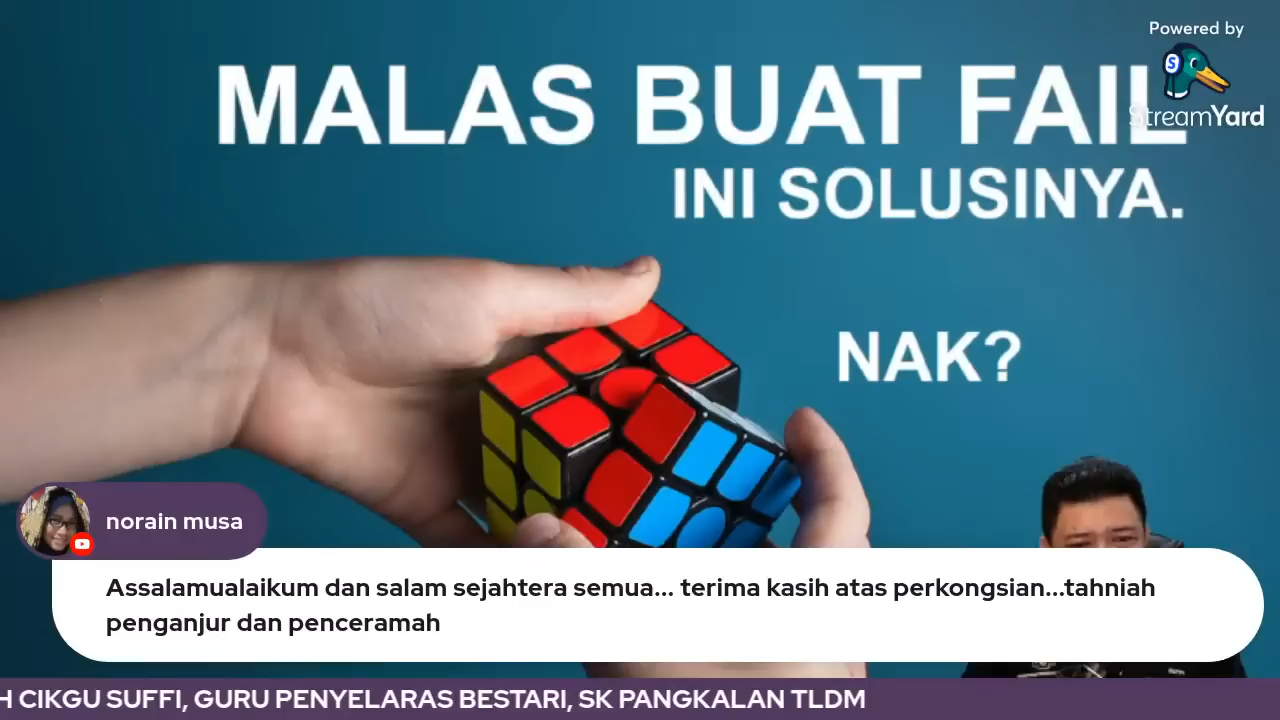 Powered by
MALAS BUAT FAIL
StreamYard
INI SOLUSINYA.
NAK?
norain musa
Assalamualaikum dan salam sejahtera semua... terima kasih atas perkongsian...tahniah
penganjur dan penceramah
H CIKGU SUFFI, GURU PENYELARAS BESTARI, SK PANGKALAN TLDM